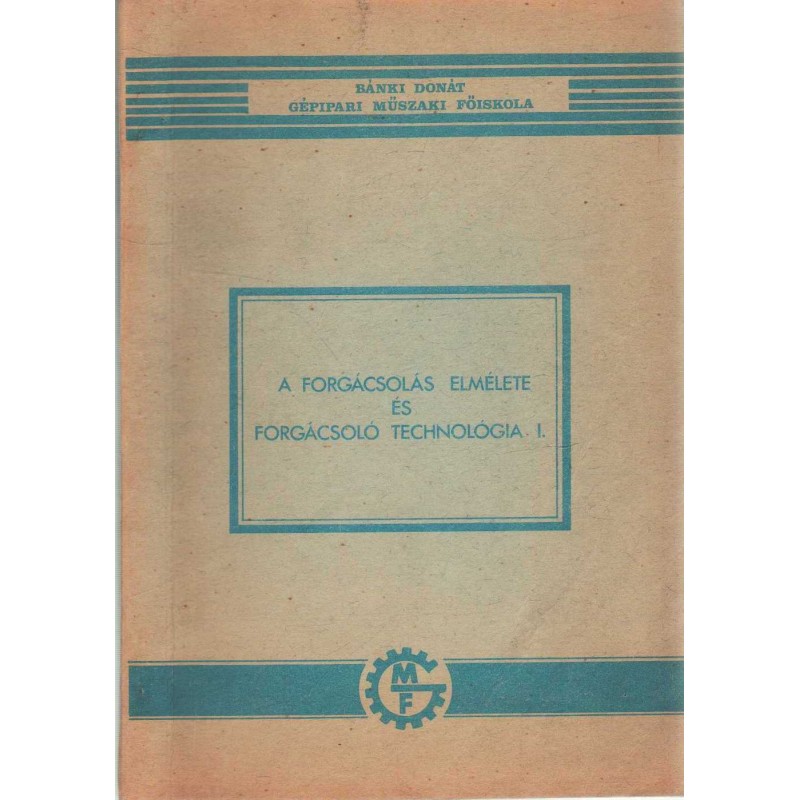 BÁNKI DONÁT
GÉPIPARI MŰSZAKI FŐISKOLA
A FORGÁCSOLÁS ELMÉLETE
ÉS
FORGÁCSOLÓ TECHNOLÓGIA I.
M
G
F